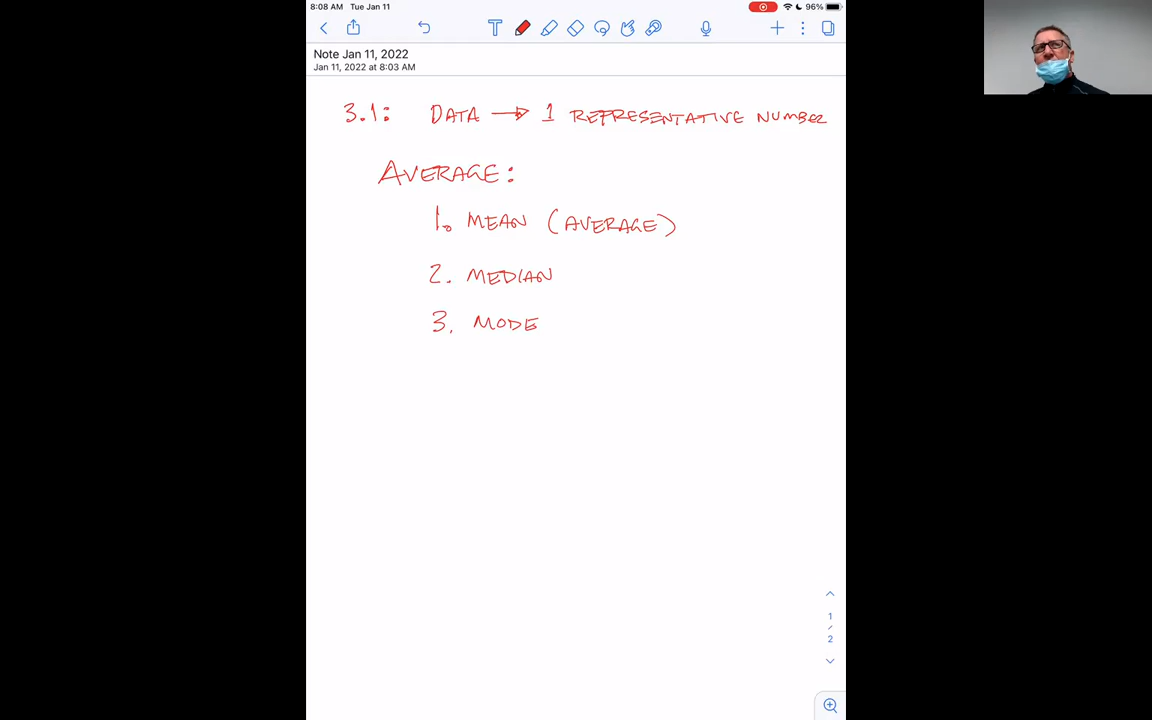 8:08 AM Tue Jan 11 96%
Note Jan 11, 2022
Jan 11, 2022 at 8:03 AM
3.1: DATA → 1 REPRESENTATIVE NUMBER
AVERAGE:
1. MEAN (AVERAGE)
2. MEDIAN
3. MODE
1
/
2